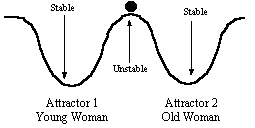 Stable
Stable
Unstable
Attractor 1
Young Woman
Attractor 2
Old Woman